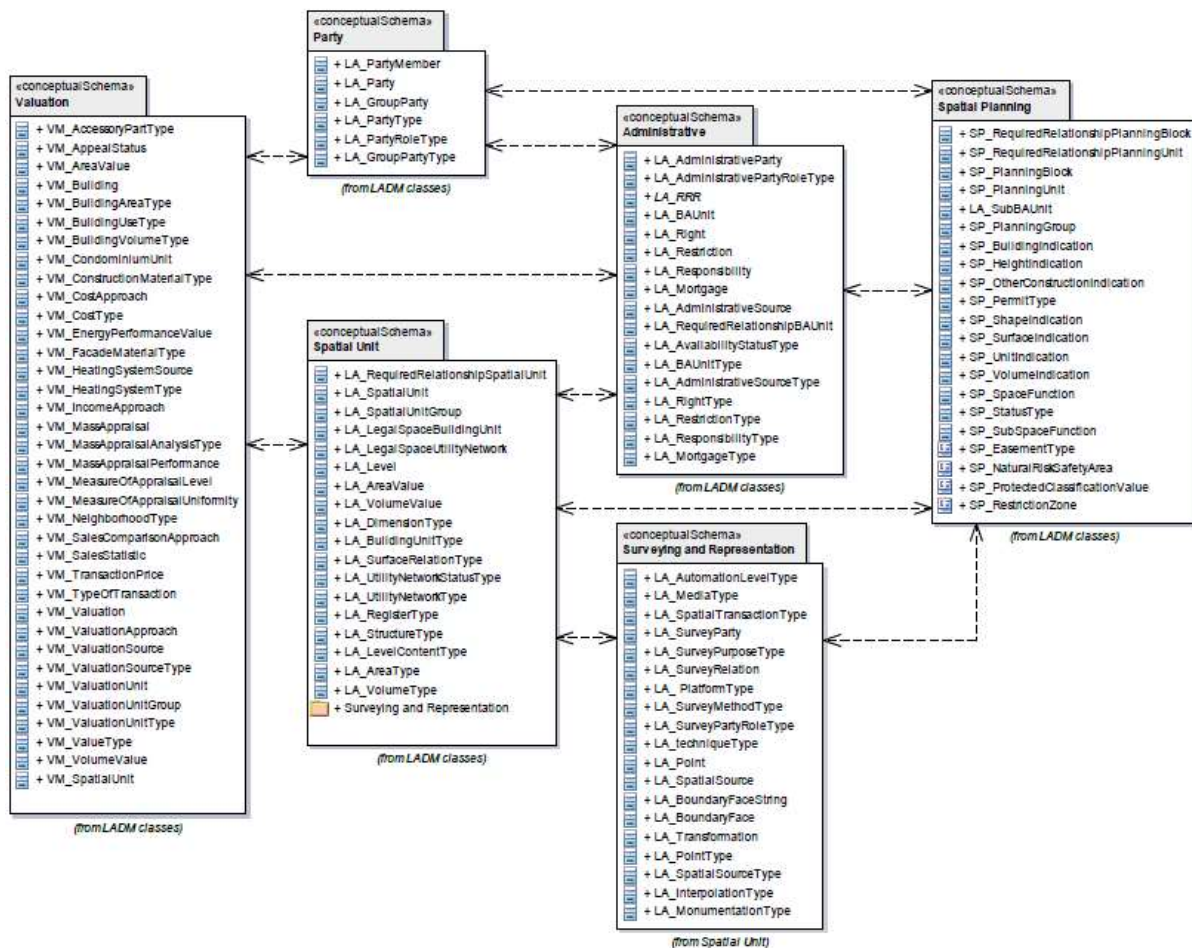 «conceptualSchema»
Party
+ LA_PartyMember
+ LA_Party
+ LA_GroupParty
+ LA_PartyType
+ LA_PartyRoleType
+ LA_GroupPartyType
(from LADM classes)
«conceptualSchema»
Valuation
+ VM_AccessoryPartType
+ VM_AppealStatus
+ VM_AreaValue
+ VM_Building
+ VM_BuildingAreaType
+ VM_BuildingUseType
+ VM_BuildingVolumeType
+ VM_CondominiumUnit
+ VM_ConstructionMaterialType
+ VM_CostApproach
+ VM_CostType
+ VM_EnergyPerformanceValue
+ VM_FacadeMaterialType
+ VM_HeatingSystemSource
+ VM_HeatingSystemType
+ VM_IncomeApproach
+ VM_MassAppraisal
+ VM_MassAppraisalAnalysisType
+ VM_MassAppraisalPerformance
+ VM_MeasureOfAppraisalLevel
+ VM_MeasureOfAppraisalUniformity
+ VM_NeighborhoodType
+ VM_SalesComparisonApproach
+ VM_SalesStatistic
+ VM_TransactionPrice
+ VM_TypeOfTransaction
+ VM_Valuation
+ VM_ValuationApproach
+ VM_ValuationSource
+ VM_ValuationSourceType
+ VM_ValuationUnit
+ VM_ValuationUnitGroup
+ VM_ValuationUnitType
+ VM_ValueType
+ VM_VolumeValue
+ VM_SpatialUnit
(from LADM classes)
«conceptualSchema»
Administrative
+ LA_AdministrativeParty
+ LA_AdministrativePartyRoleType
+ LA_RRR
+ LA_BAUnit
+ LA_Right
+ LA_Restriction
+ LA_Responsibility
+ LA_Mortgage
+ LA_AdministrativeSource
+ LA_RequiredRelationshipBAUnit
+ LA_AvailabilityStatusType
+ LA_BAUnitType
+ LA_AdministrativeSourceType
+ LA_RightType
+ LA_RestrictionType
+ LA_ResponsibilityType
+ LA_MortgageType
(from LADM classes)
«conceptualSchema»
Spatial Planning
+ SP_RequiredRelationshipPlanningBlock
+ SP_RequiredRelationshipPlanningUnit
+ SP_PlanningBlock
+ SP_PlanningUnit
+ LA_SubBAUnit
+ SP_PlanningGroup
+ SP_BuildingIndication
+ SP_HeightIndication
+ SP_OtherConstructionIndication
+ SP_PermitType
+ SP_ShapeIndication
+ SP_SurfaceIndication
+ SP_UnitIndication
+ SP_VolumeIndication
+ SP_SpaceFunction
+ SP_StatusType
+ SP_SubSpaceFunction
+ SP_EasementType
+ SP_NaturalRiskSafetyArea
+ SP_ProtectedClassificationValue
+ SP_RestrictionZone
(from LADM classes)
«conceptualSchema»
Spatial Unit
+ LA_RequiredRelationshipSpatialUnit
+ LA_SpatialUnit
+ LA_SpatialUnitGroup
+ LA_LegalSpaceBuildingUnit
+ LA_LegalSpaceUtilityNetwork
+ LA_Level
+ LA_AreaValue
+ LA_VolumeValue
+ LA_DimensionType
+ LA_BuildingUnitType
+ LA_SurfaceRelationType
+ LA_UtilityNetworkStatusType
+ LA_UtilityNetworkType
+ LA_RegisterType
+ LA_StructureType
+ LA_LevelContentType
+ LA_AreaType
+ LA_VolumeType
+ Surveying and Representation
(from LADM classes)
«conceptualSchema»
Surveying and Representation
+ LA_AutomationLevelType
+ LA_MediaType
+ LA_SpatialTransactionType
+ LA_SurveyParty
+ LA_SurveyPurposeType
+ LA_SurveyRelation
+ LA_ PlatformType
+ LA_SurveyMethodType
+ LA_SurveyPartyRoleType
+ LA_techniqueType
+ LA_Point
+ LA_SpatialSource
+ LA_BoundaryFaceString
+ LA_BoundaryFace
+ LA_Transformation
+ LA_PointType
+ LA_SpatialSourceType
+ LA_InterpolationType
+ LA_MonumentationType
(from Spatial Unit)